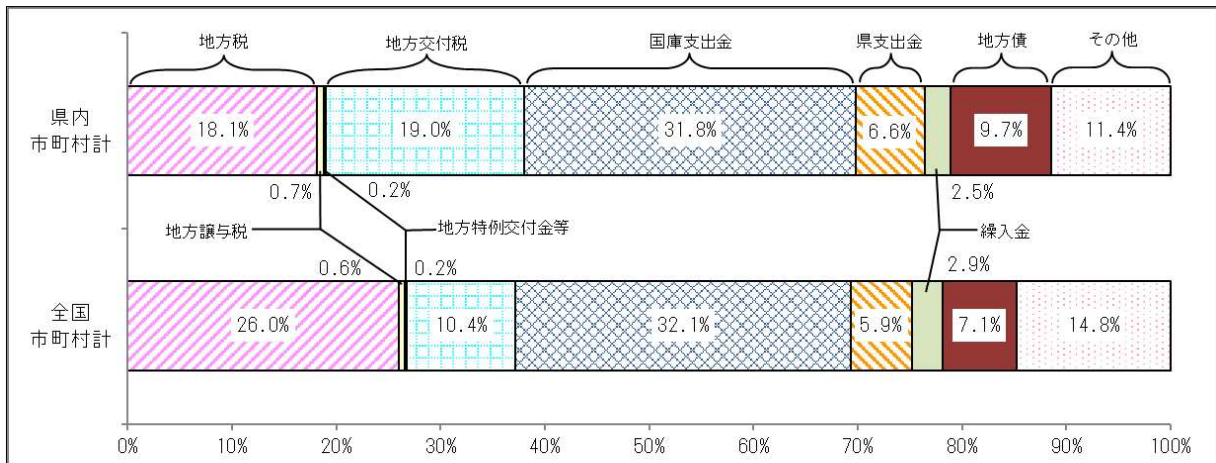 地方税 地方交付税 国庫支出金 県支出金 地方債 その他
県内
市町村計
18.1% 19.0% 31.8% 6.6% 9.7% 11.4%
0.7% 0.2% 2.5%
地方譲与税 地方特例交付金等 繰入金
0.6% 0.2% 2.9%
全国
市町村計
26.0% 10.4% 32.1% 5.9% 7.1% 14.8%
0% 10% 20% 30% 40% 50% 60% 70% 80% 90% 100%